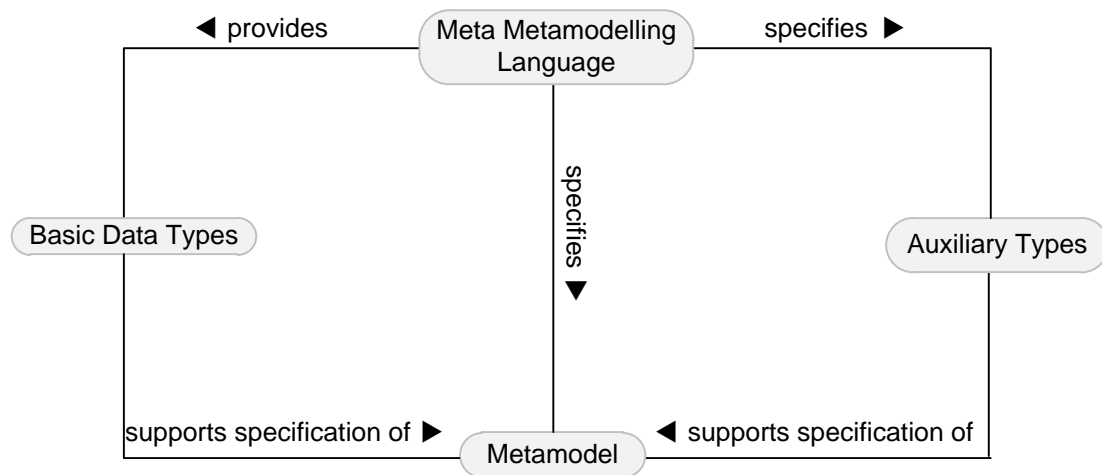 ◀ provides
Meta Metamodelling
Language
specifies ▶
specifies ▶
Basic Data Types
Auxiliary Types
supports specification of ▶
Metamodel
◀ supports specification of